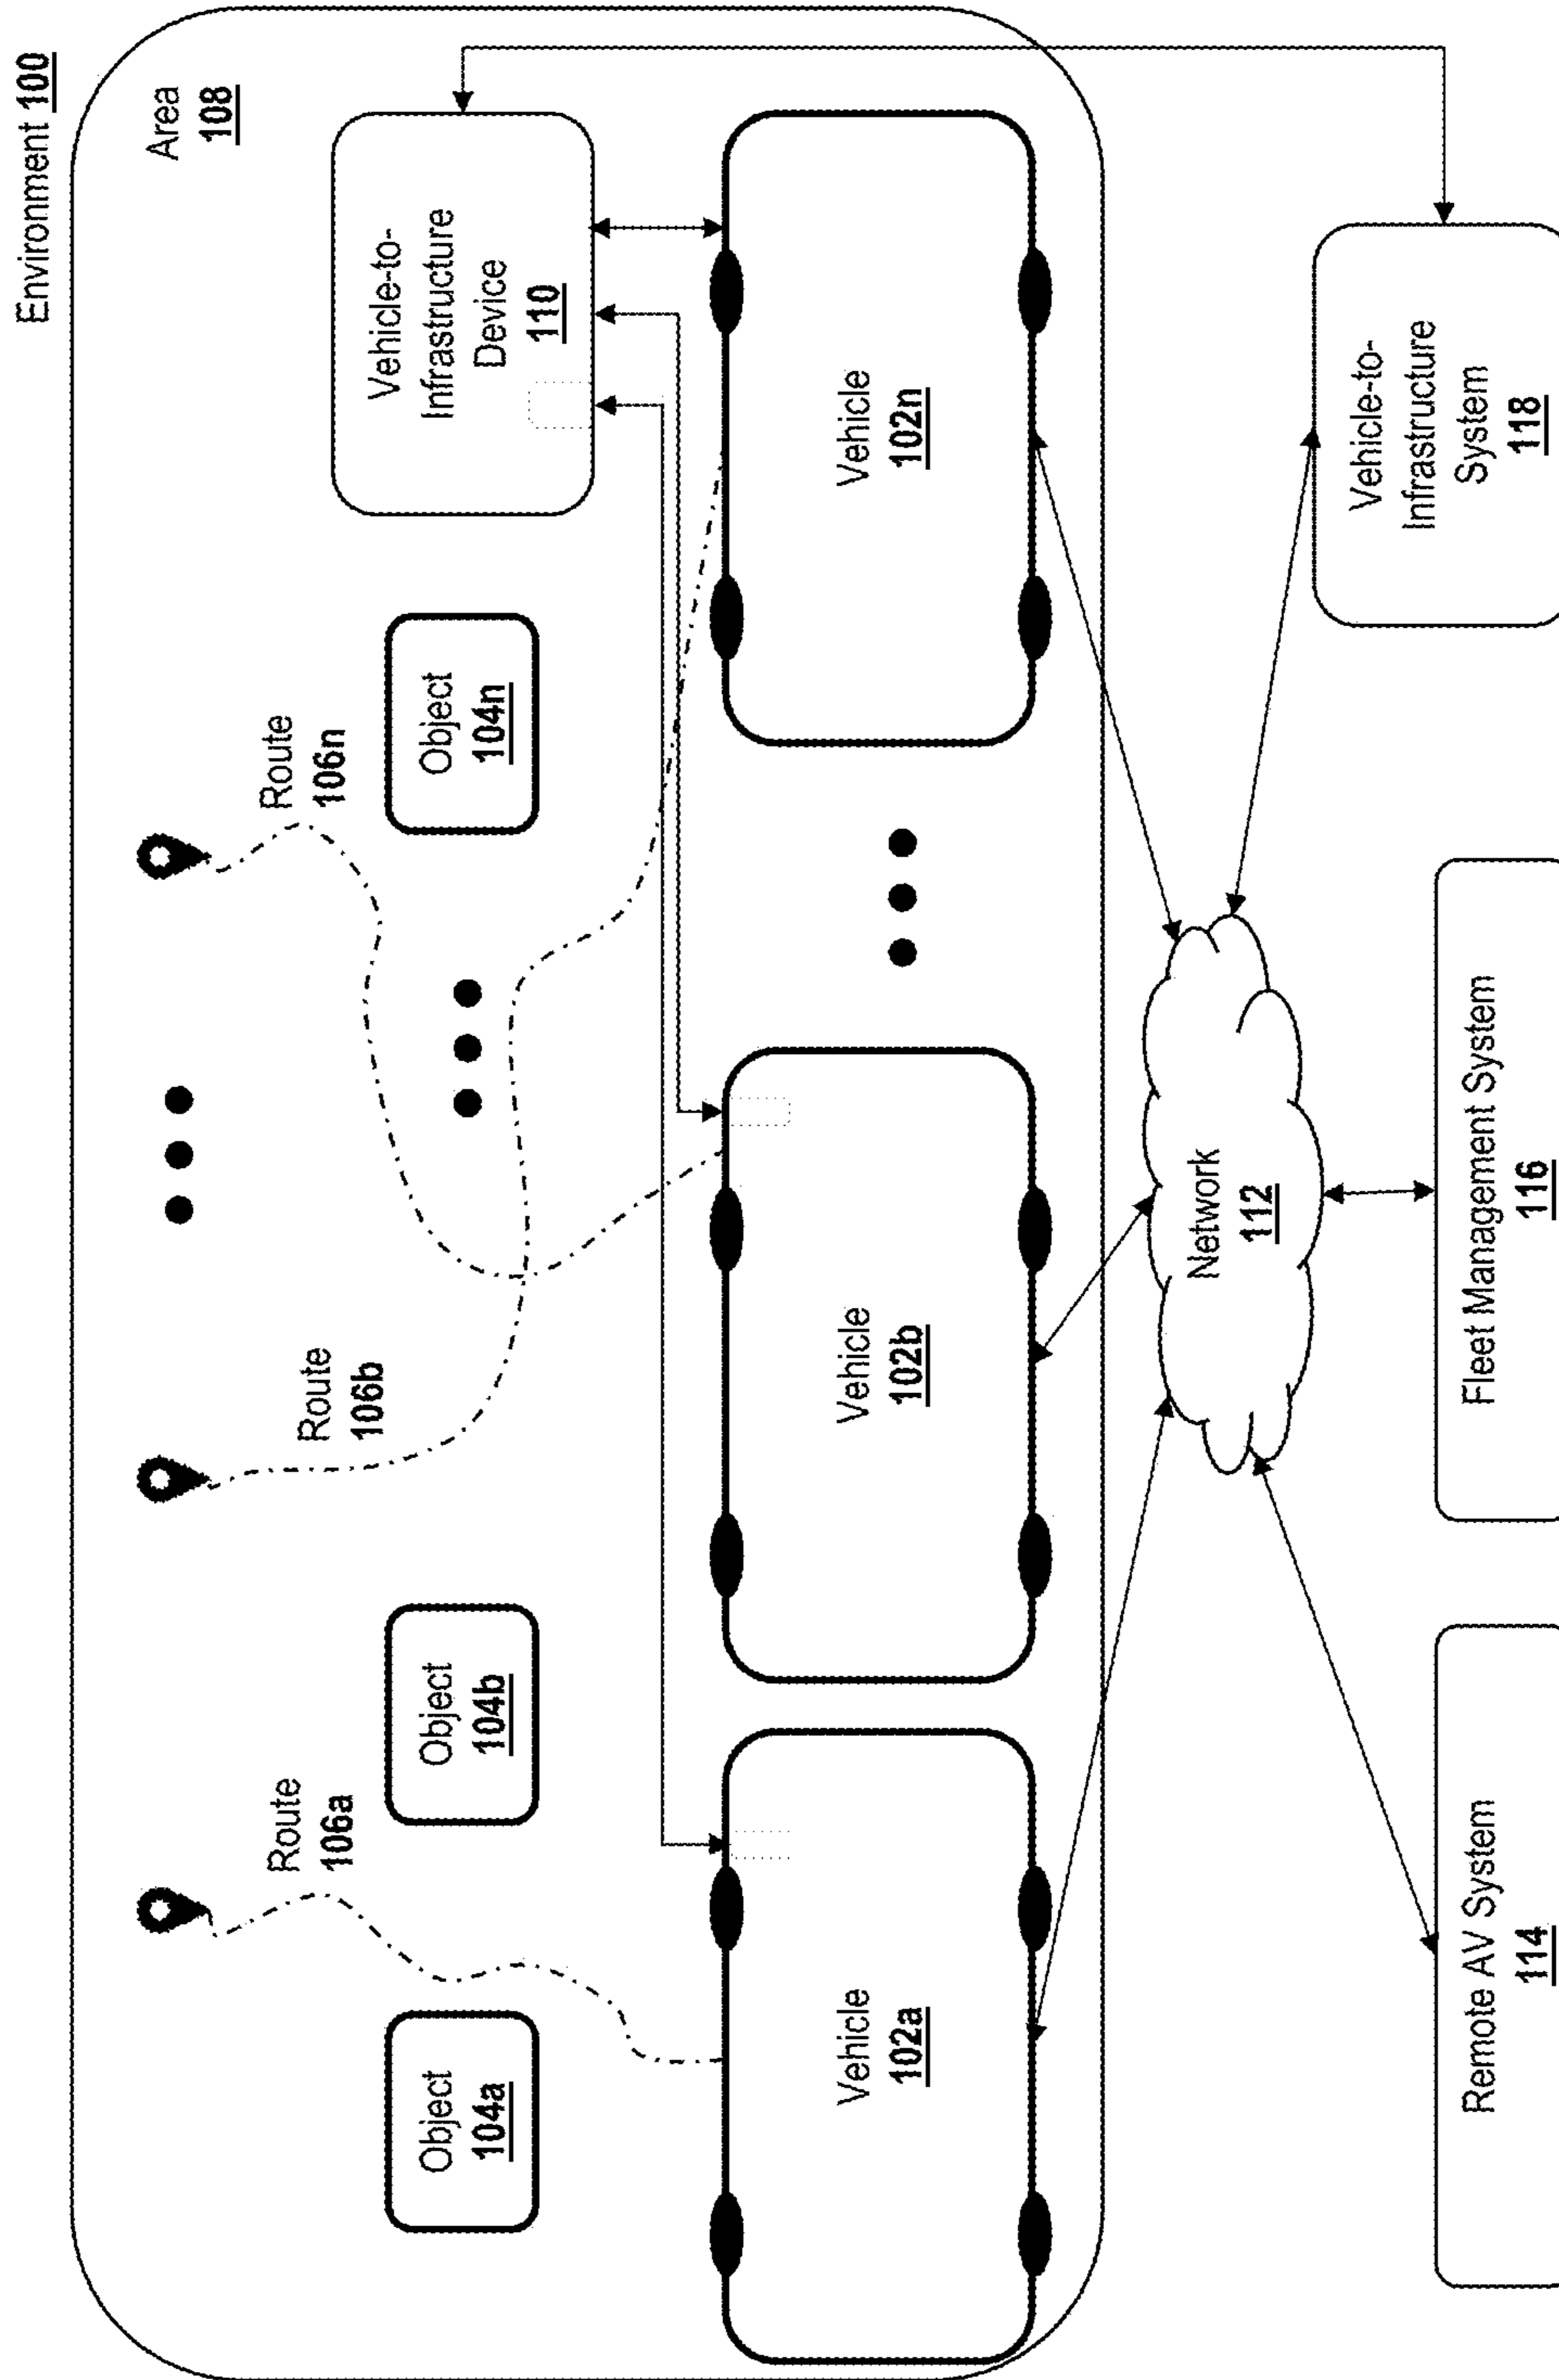 Environment 100
Area
108
Route
106a
Route
106b
Route
106n
Object
104a
Object
104b
Object
104n
Vehicle-to-
Infrastructure
Device
110
Vehicle
102a
Vehicle
102b
Vehicle
102n
Network
112
Remote AV System
114
Fleet Management System
116
Vehicle-to-
Infrastructure
System
118